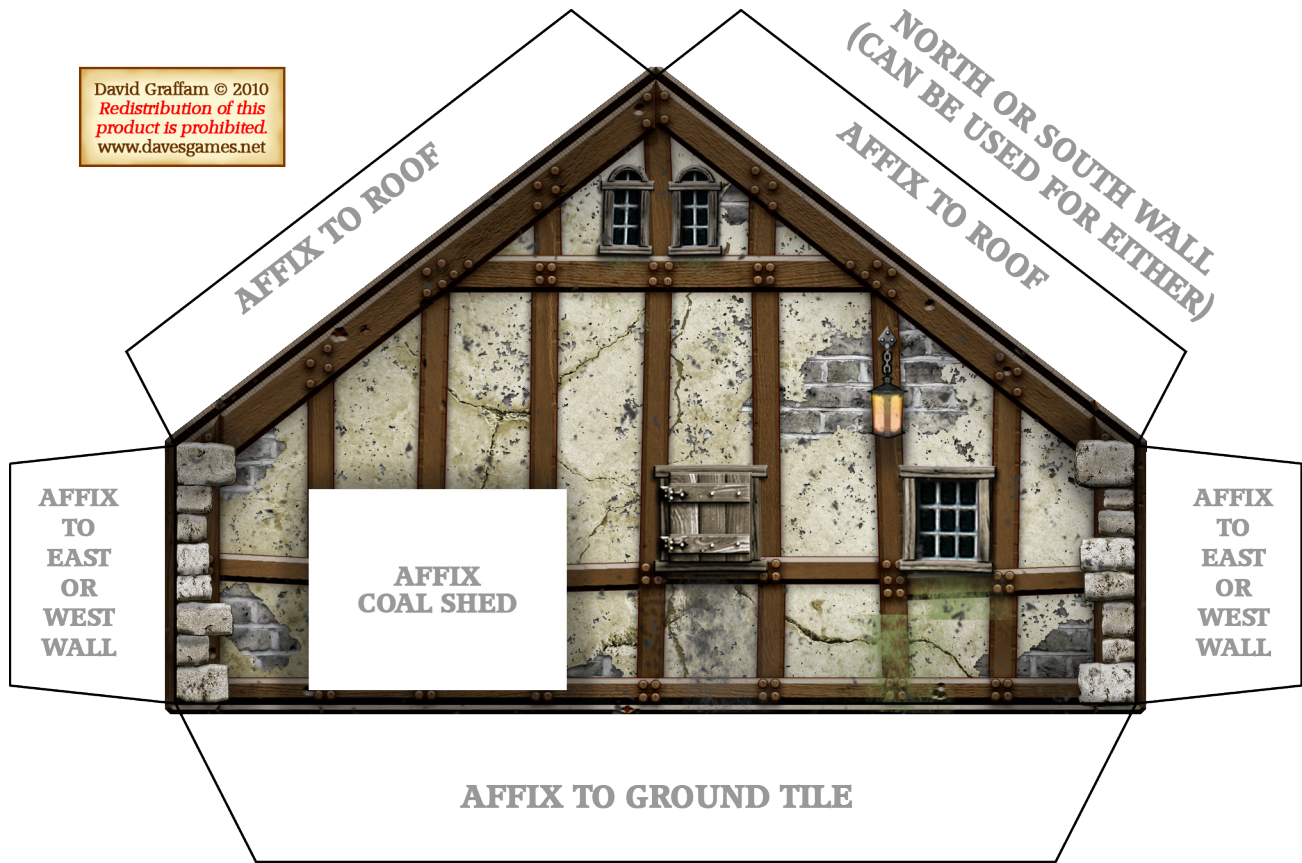 David Graffam © 2010
Redistribution of this
product is prohibited.
www.davesgames.net
NORTH OR SOUTH WALL
(CAN BE USED FOR EITHER)
AFFIX TO ROOF
AFFIX TO ROOF
AFFIX
TO
EAST
OR
WEST
WALL
AFFIX
COAL SHED
AFFIX
TO
EAST
OR
WEST
WALL
AFFIX TO GROUND TILE